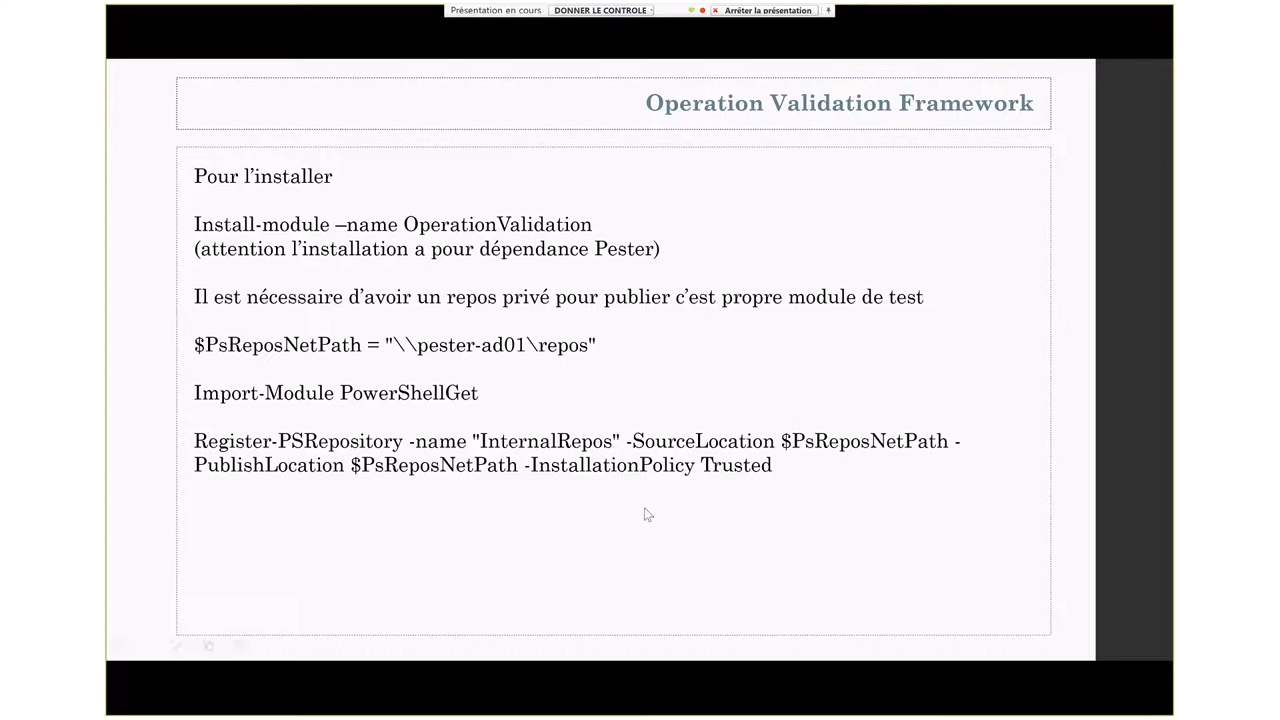 Présentation en cours DONNER LE CONTROLE Arrêter la présentation
Operation Validation Framework
Pour l’installer
Install-module –name OperationValidation
(attention l’installation a pour dépendance Pester)
Il est nécessaire d’avoir un repos privé pour publier c’est propre module de test
$PsReposNetPath = "\\pester-ad01\repos"
Import-Module PowerShellGet
Register-PSRepository -name "InternalRepos" -SourceLocation $PsReposNetPath -
PublishLocation $PsReposNetPath -InstallationPolicy Trusted